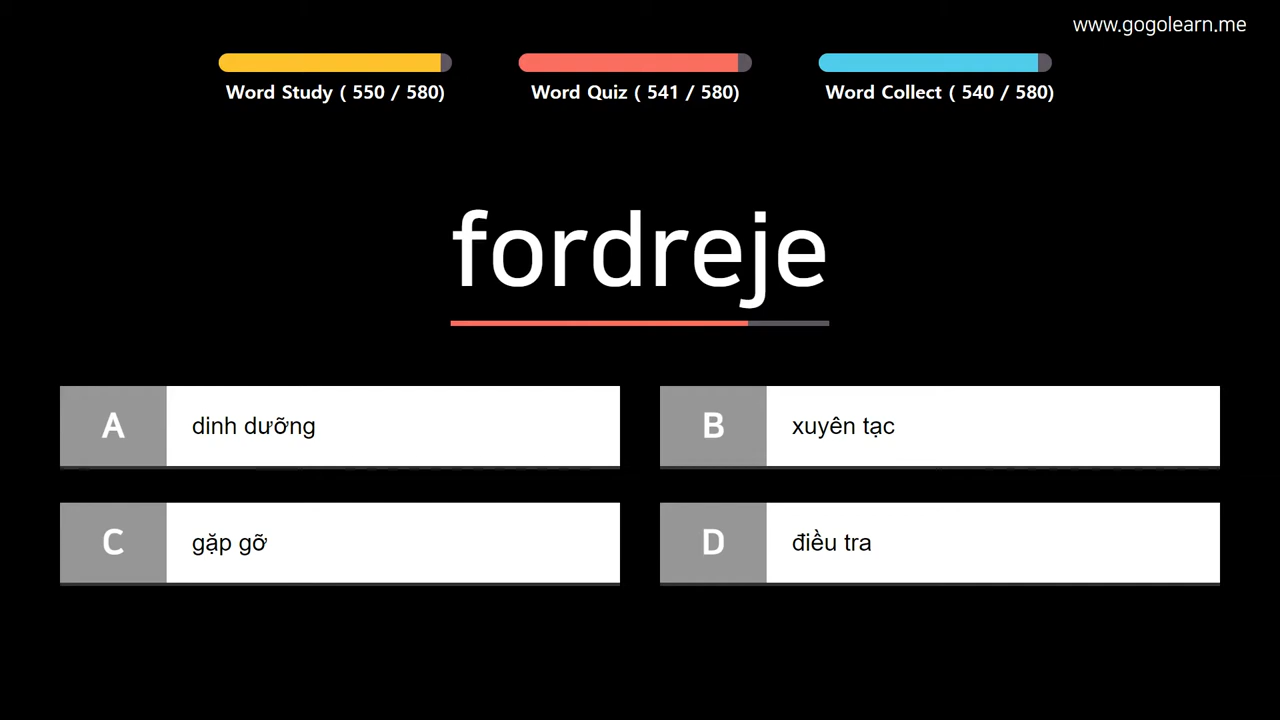 www.gogolearn.me
Word Study ( 550 / 580)
Word Quiz ( 541 / 580)
Word Collect ( 540 / 580)
fordreje
A dinh dưỡng
B xuyên tạc
C gặp gỡ
D điều tra